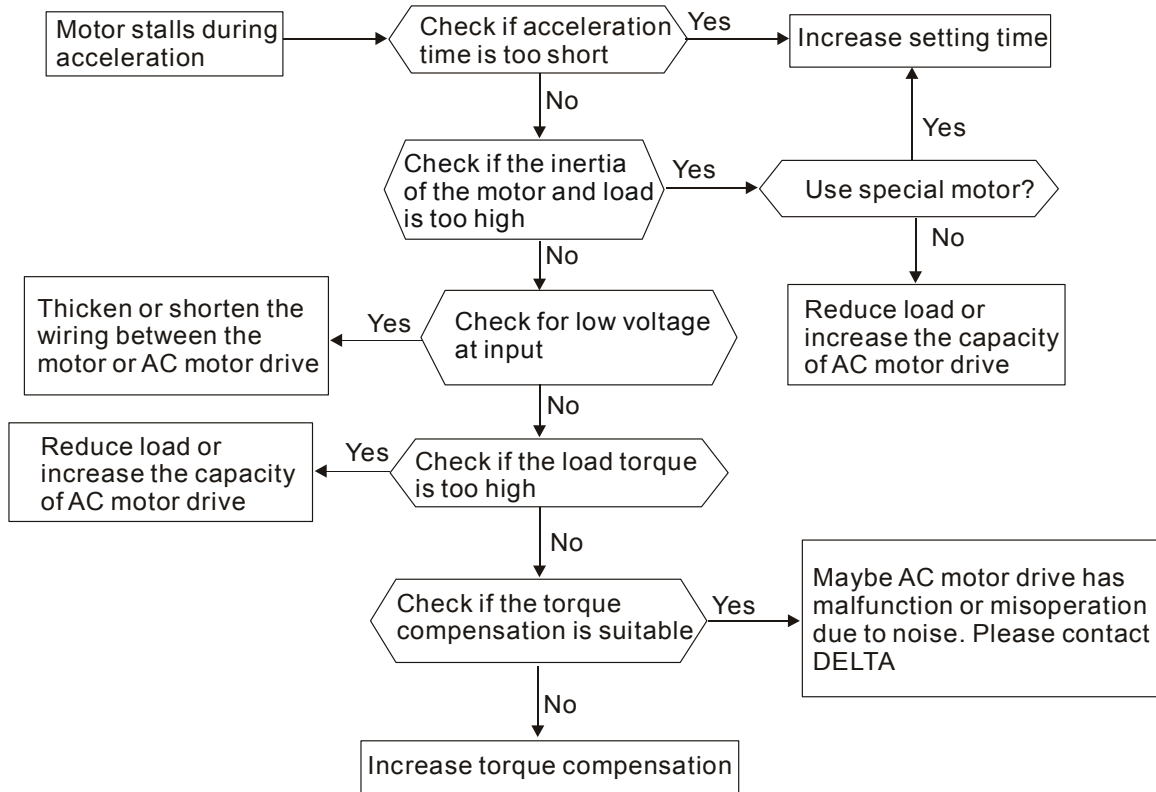 Motor stalls during
acceleration
Check if acceleration
time is too short
Yes
Increase setting time
No
Yes
Check if the inertia
of the motor and load
is too high
Yes
Use special motor?
No
No
Thicken or shorten the
wiring between the
motor or AC motor drive
Yes
Check for low voltage
at input
Reduce load or
increase the capacity
of AC motor drive
No
Reduce load or
increase the capacity
of AC motor drive
Yes
Check if the load torque
is too high
No
Check if the torque
compensation is suitable
Yes
Maybe AC motor drive has
malfunction or misoperation
due to noise. Please contact
DELTA
No
Increase torque compensation